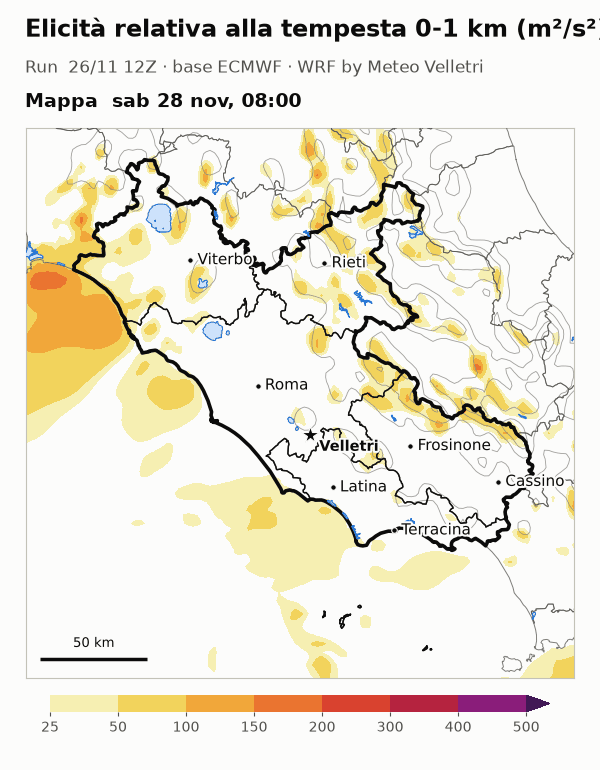 Elicità relativa alla tempesta 0-1 km (m²/s²)
Run  26/11 12Z · base ECMWF · WRF by Meteo Velletri
Mappa  sab 28 nov, 08:00
Viterbo
Rieti
Roma
Velletri
Frosinone
Latina
Cassino
Terracina
50 km
25 50 100 150 200 300 400 500